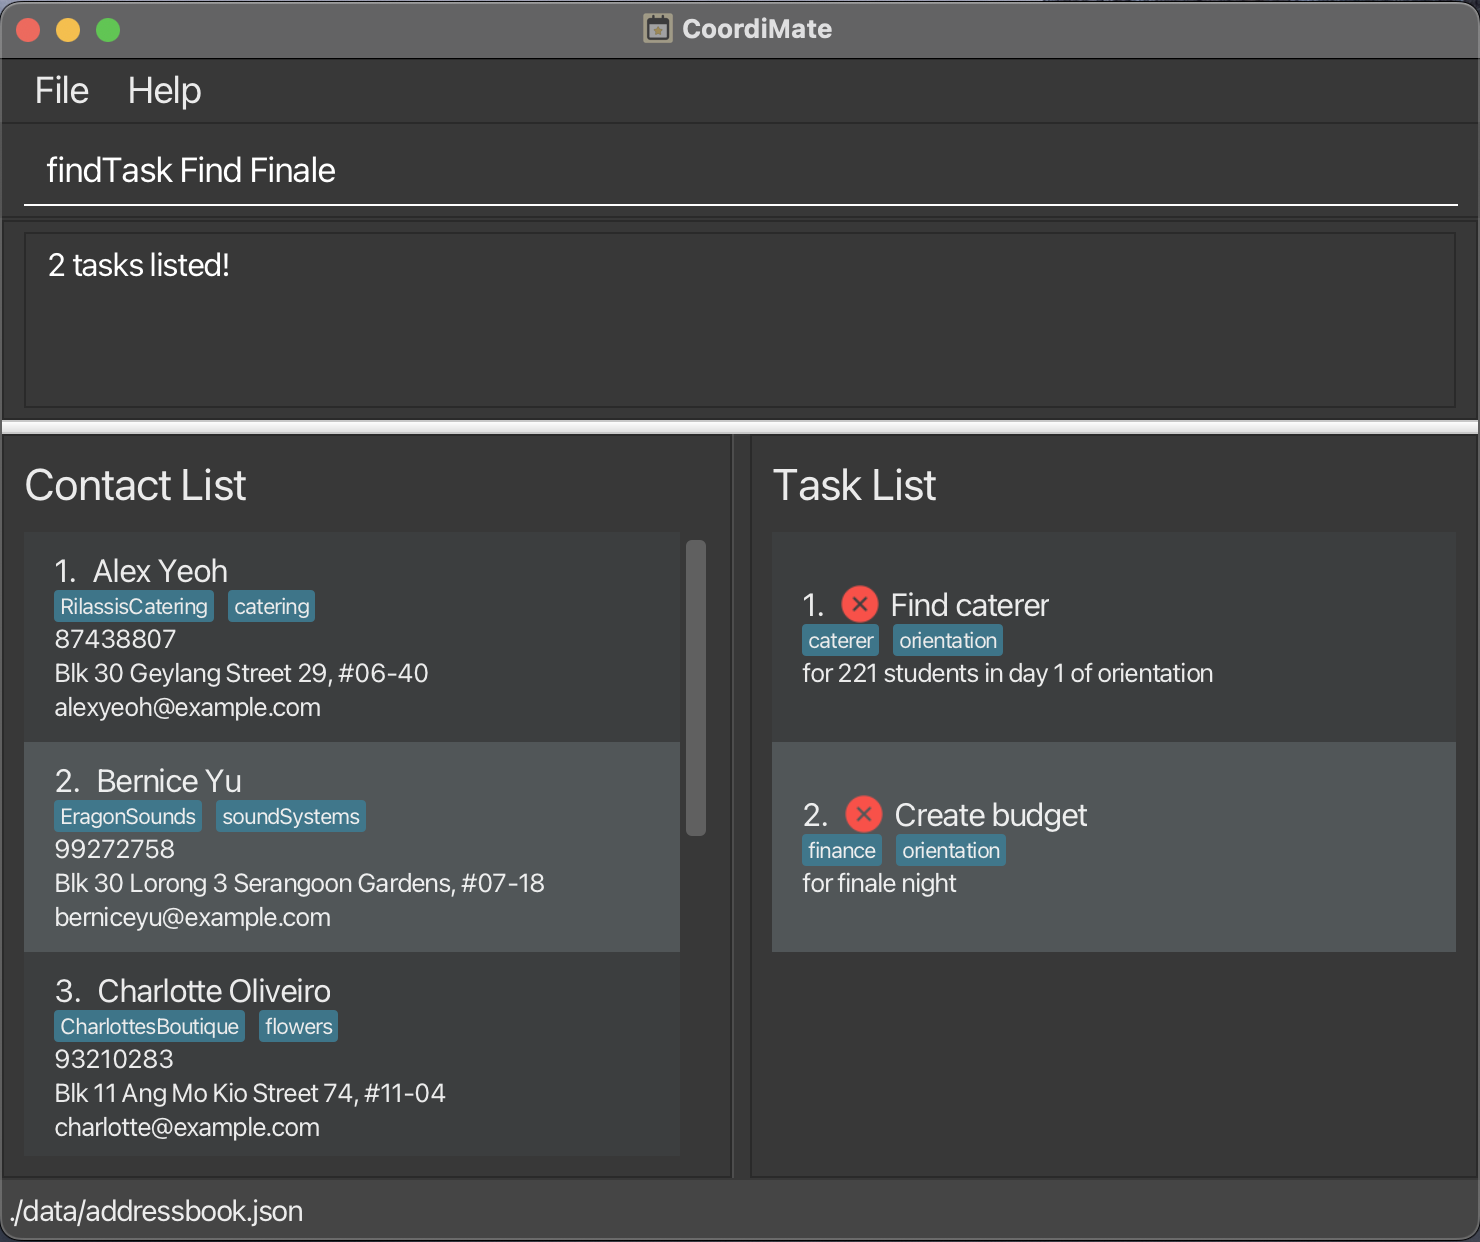 CoordiMate
File Help
findTask Find Finale
2 tasks listed!
Contact List
1. Alex Yeoh
RilassisCatering catering
87438807
Blk 30 Geylang Street 29, #06-40
alexyeoh@example.com
2. Bernice Yu
EragonSounds soundSystems
99272758
Blk 30 Lorong 3 Serangoon Gardens, #07-18
berniceyu@example.com
3. Charlotte Oliveiro
CharlottesBoutique flowers
93210283
Blk 11 Ang Mo Kio Street 74, #11-04
charlotte@example.com
Task List
1. Find caterer
caterer orientation
for 221 students in day 1 of orientation
2. Create budget
finance orientation
for finale night
./data/addressbook.json